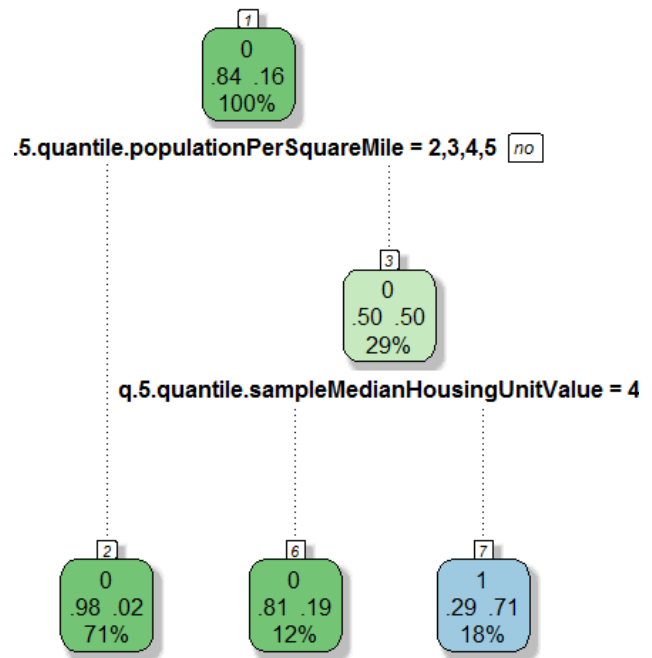 1
0
.84 .16
100%
.5.quantile.populationPerSquareMile = 2,3,4,5 no
3
0
.50 .50
29%
q.5.quantile.sampleMedianHousingUnitValue = 4
2 6 7
0 0 1
.98 .02 .81 .19 .29 .71
71% 12% 18%